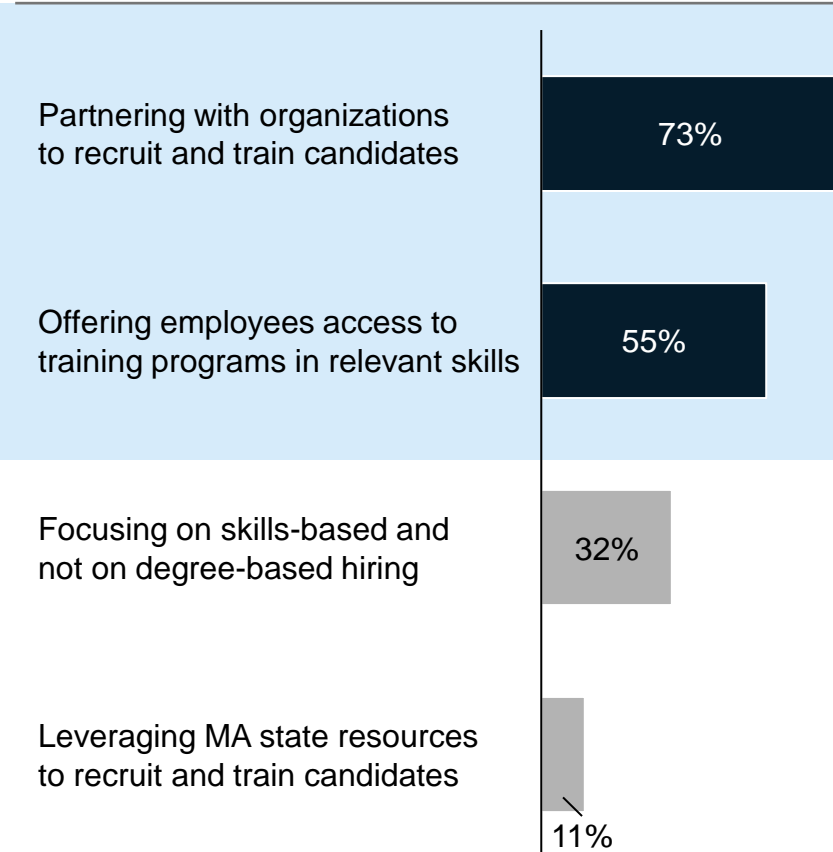 Partnering with organizations
to recruit and train candidates
73%
Offering employees access to
training programs in relevant skills
55%
Focusing on skills-based and
not on degree-based hiring
32%
Leveraging MA state resources
to recruit and train candidates
11%